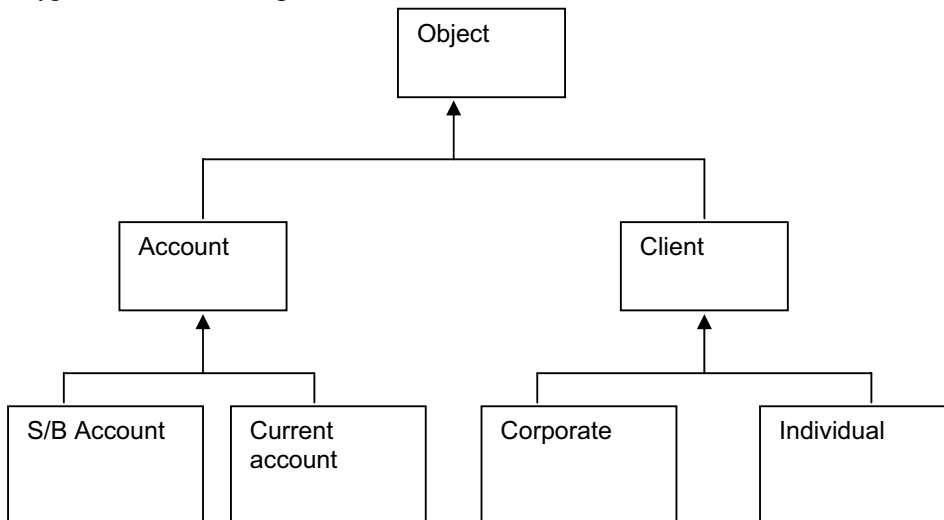 Object
Account
Client
S/B Account
Current
account
Corporate
Individual